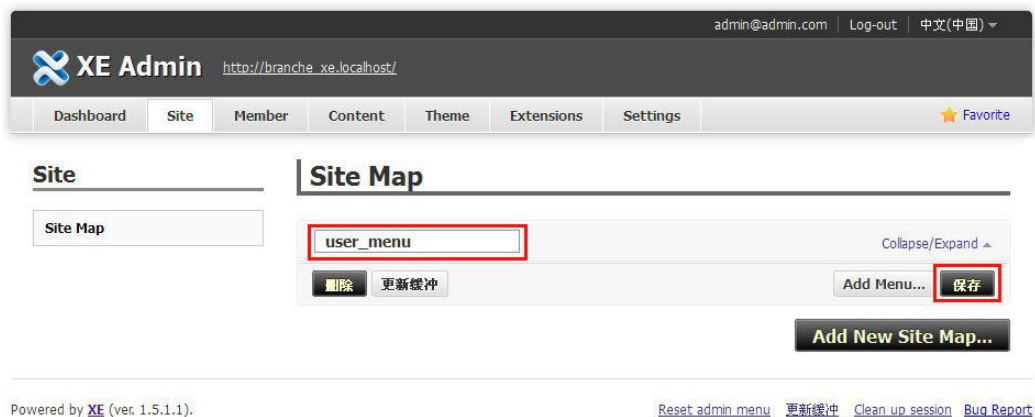 admin@admin.com | Log-out | 中文(中国)
XE Admin http://branche_xe.localhost/
Dashboard Site Member Content Theme Extensions Settings Favorite
Site
Site Map
Site Map
user_menu Collapse/Expand
删除 更新缓冲 Add Menu... 保存
Add New Site Map...
Powered by XE (ver. 1.5.1.1). Reset admin menu 更新缓冲 Clean up session Bug Report